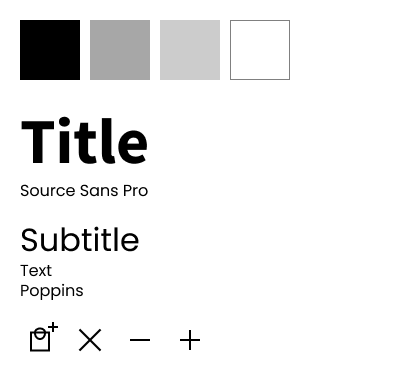 Title
Source Sans Pro
Subtitle
Text
Poppins